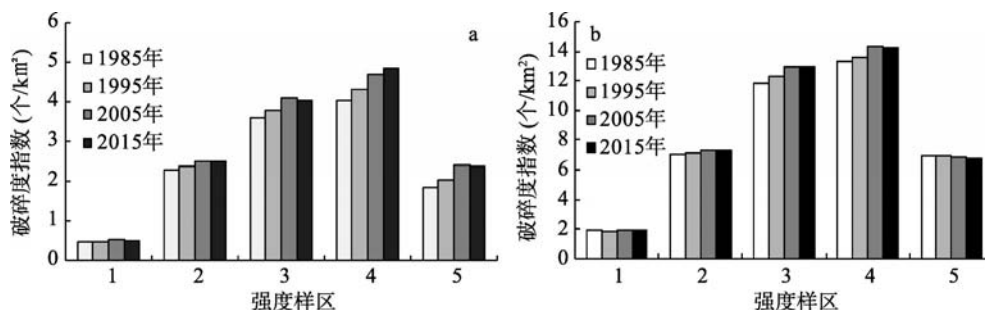 a
破碎度指数 (个/km²)
6
5
4
3
2
1
0
1985年
1995年
2005年
2015年
1 2 3 4 5
强度样区
b
破碎度指数 (个/km²)
16
14
12
10
8
6
4
2
0
1985年
1995年
2005年
2015年
1 2 3 4 5
强度样区